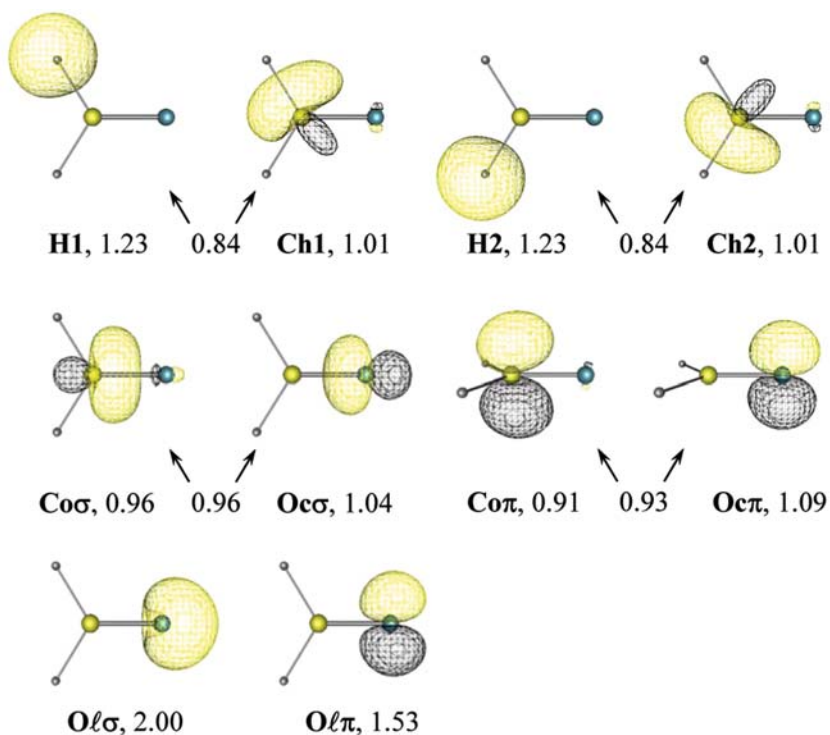 H1, 1.23 0.84 Ch1, 1.01 H2, 1.23 0.84 Ch2, 1.01
Coσ, 0.96 0.96 Ocσ, 1.04 Coπ, 0.91 0.93 Ocπ, 1.09
Oℓσ, 2.00 Oℓπ, 1.53